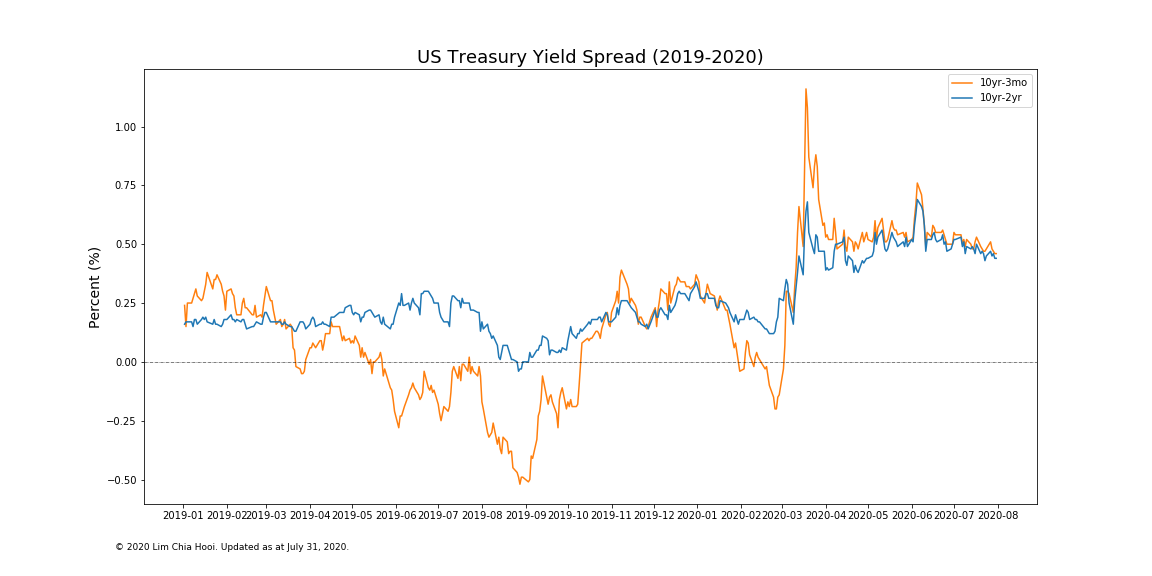 US Treasury Yield Spread (2019-2020)
10yr-3mo
10yr-2yr
Percent (%)
1.00
0.75
0.50
0.25
0.00
−0.25
−0.50
2019-01 2019-02 2019-03 2019-04 2019-05 2019-06 2019-07 2019-08 2019-09 2019-10 2019-11 2019-12 2020-01 2020-02 2020-03 2020-04 2020-05 2020-06 2020-07 2020-08
© 2020 Lim Chia Hooi. Updated as at July 31, 2020.